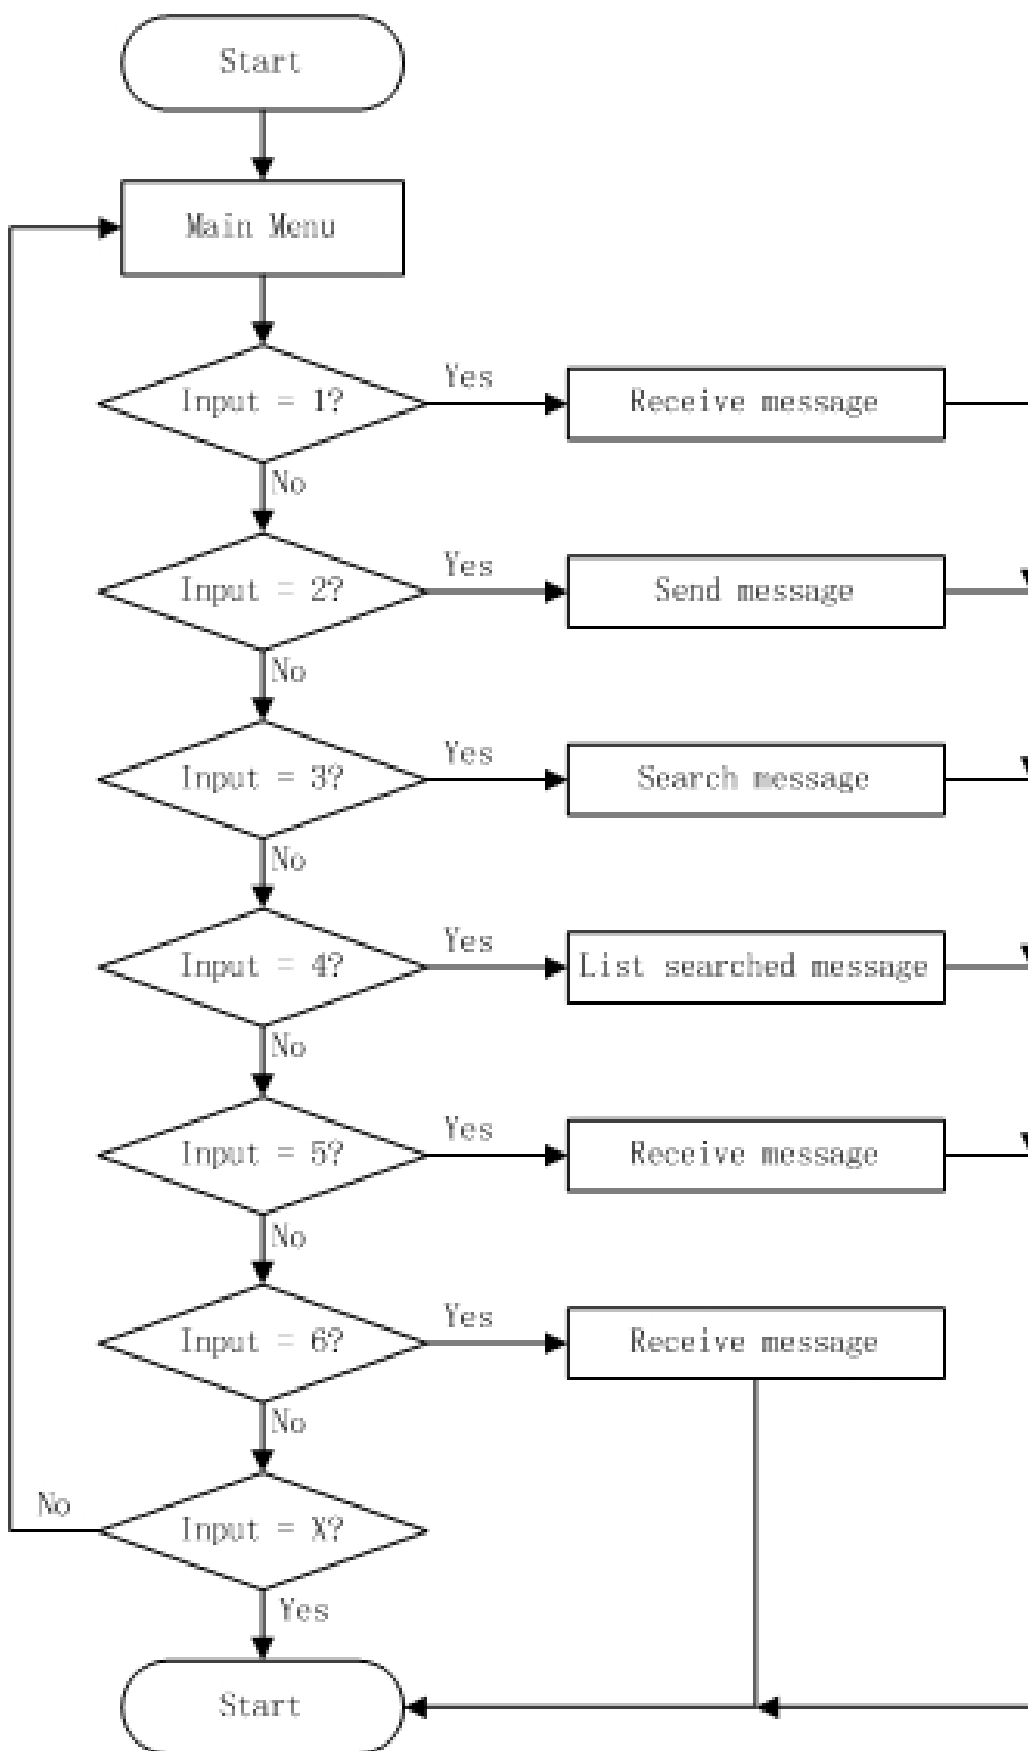 Start
Main Menu
Input = 1?
Yes
Receive message
No
Input = 2?
Yes
Send message
No
Input = 3?
Yes
Search message
No
Input = 4?
Yes
List searched message
No
Input = 5?
Yes
Receive message
No
Input = 6?
Yes
Receive message
No
No
Input = X?
Yes
Start